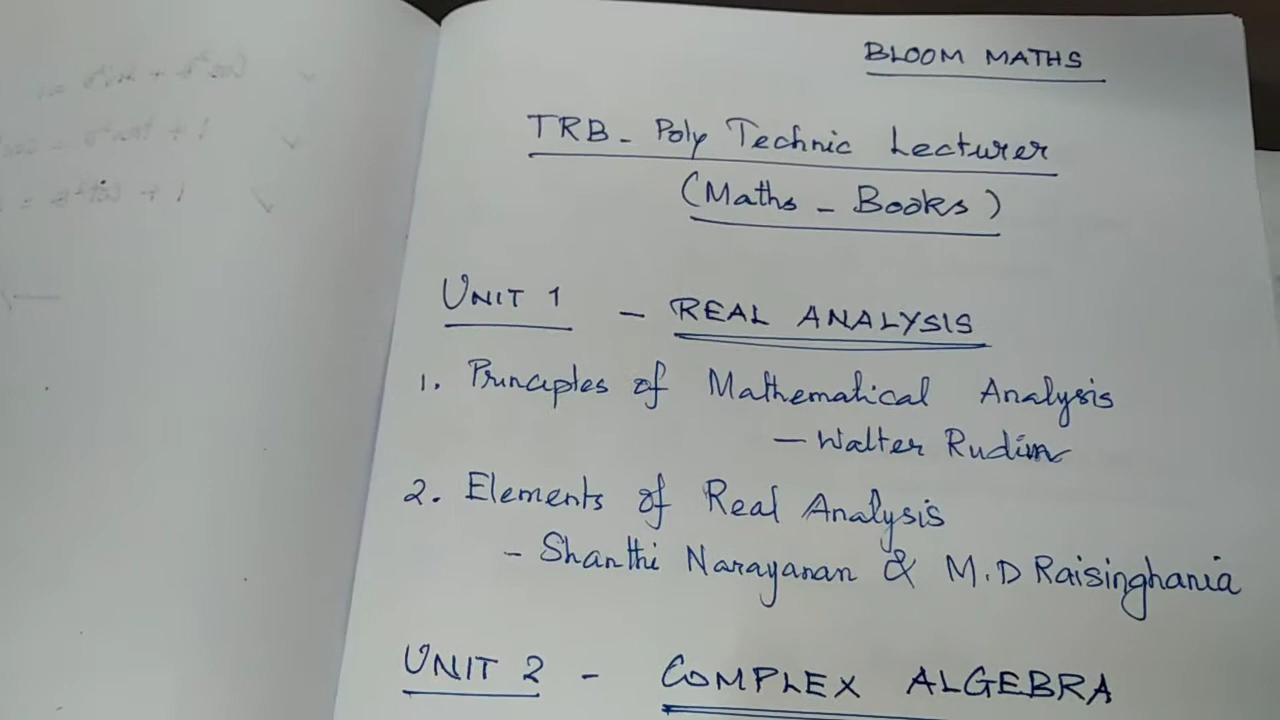 BLOOM MATHS
TRB - Poly Technic Lecturer
(Maths - Books)
UNIT 1 - REAL ANALYSIS
1. Principles of Mathematical Analysis
- Walter Rudin
2. Elements of Real Analysis
- Shanthi Narayanan & M.D Raisinghania
UNIT 2 - COMPLEX ALGEBRA